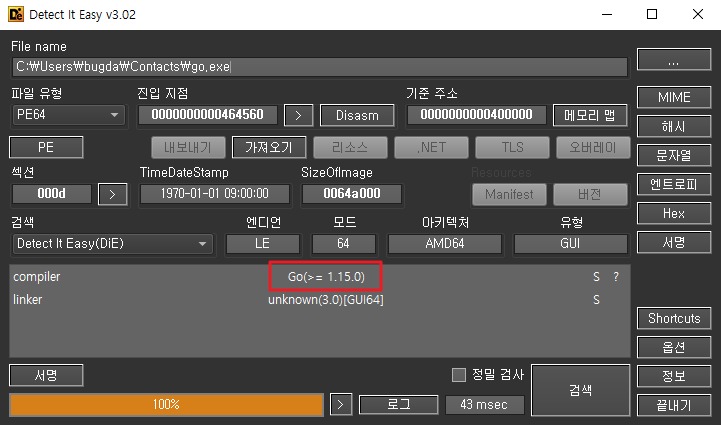 Detect It Easy v3.02
File name
C:₩Users₩bugda₩Contacts₩go.exe
...
파일 유형 진입 지점 기준 주소
PE64 0000000000464560 > Disasm 0000000000400000 메모리 맵 MIME
PE 내보내기 가져오기 리소스 .NET TLS 오버레이 해시
섹션 TimeDateStamp SizeOfImage Resources 문자열
000d > 1970-01-01 09:00:00 0064a000 Manifest 버전 엔트로피
검색 엔디언 모드 아키텍처 유형 Hex
Detect It Easy(DiE) LE 64 AMD64 GUI 서명
compiler Go(>= 1.15.0) S ?
linker unknown(3.0)[GUI64] S
Shortcuts
옵션
서명 정밀 검사 검색 정보
100% > 로그 43 msec 끝내기